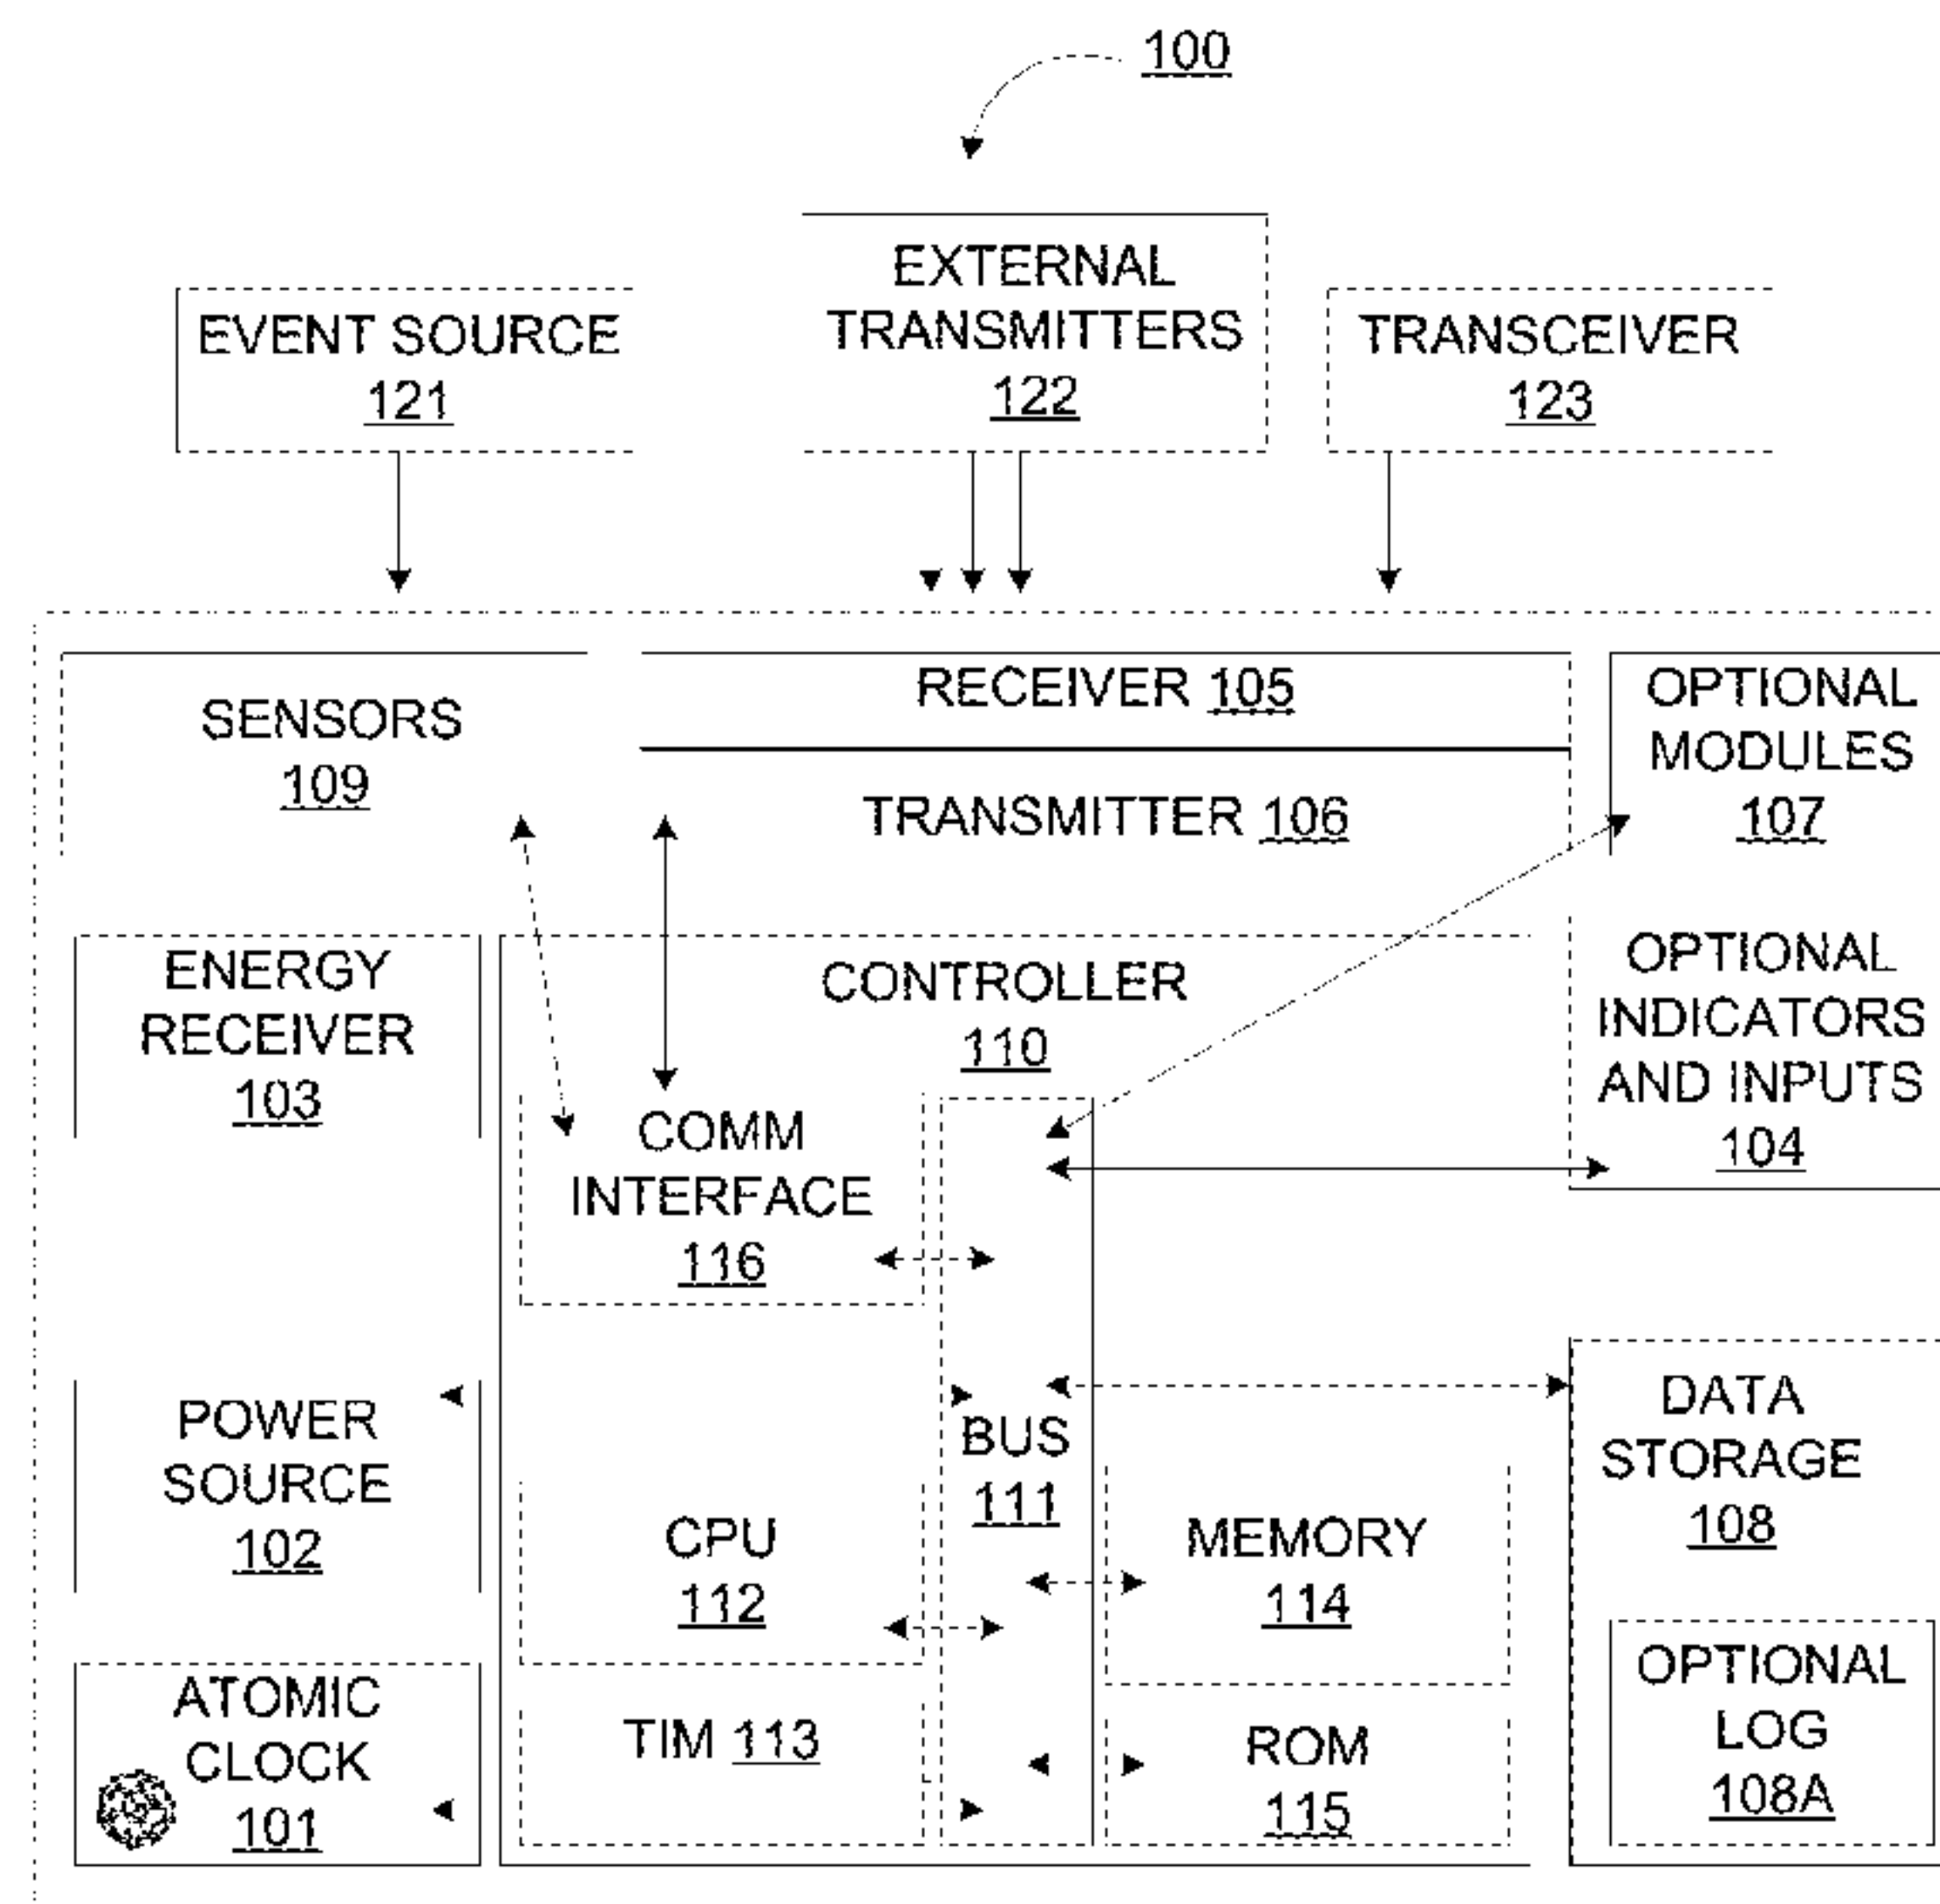 100
EVENT SOURCE
121
EXTERNAL
TRANSMITTERS
122
TRANSCEIVER
123
SENSORS
109
RECEIVER 105
TRANSMITTER 106
OPTIONAL
MODULES
107
ENERGY
RECEIVER
103
CONTROLLER
110
OPTIONAL
INDICATORS
AND INPUTS
104
COMM
INTERFACE
116
POWER
SOURCE
102
BUS
111
DATA
STORAGE
108
CPU
112
MEMORY
114
ATOMIC
CLOCK
101
TIM 113
ROM
115
OPTIONAL
LOG
108A